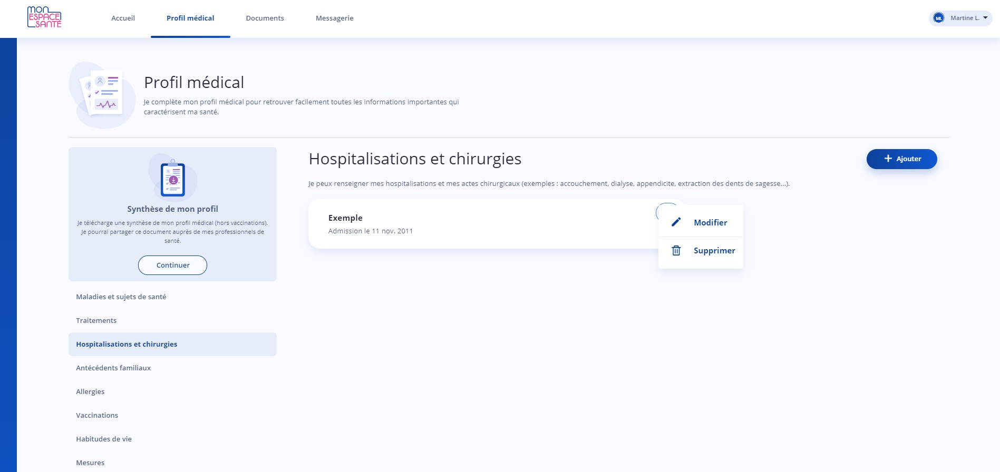 mon
ESPACE
SANTÉ
Accueil
Profil médical
Documents
Messagerie
ML
Martine L.
Profil médical
Je complète mon profil médical pour retrouver facilement toutes les informations importantes qui
caractérisent ma santé.
Synthèse de mon profil
Je télécharge une synthèse de mon profil médical (hors vaccinations).
Je pourrai partager ce document auprès de mes professionnels de
santé.
Continuer
Maladies et sujets de santé
Traitements
Hospitalisations et chirurgies
Antécédents familiaux
Allergies
Vaccinations
Habitudes de vie
Mesures
Hospitalisations et chirurgies
Ajouter
Je peux renseigner mes hospitalisations et mes actes chirurgicaux (exemples : accouchement, dialyse, appendicite, extraction des dents de sagesse...).
Exemple
Admission le 11 nov. 2011
Modifier
Supprimer